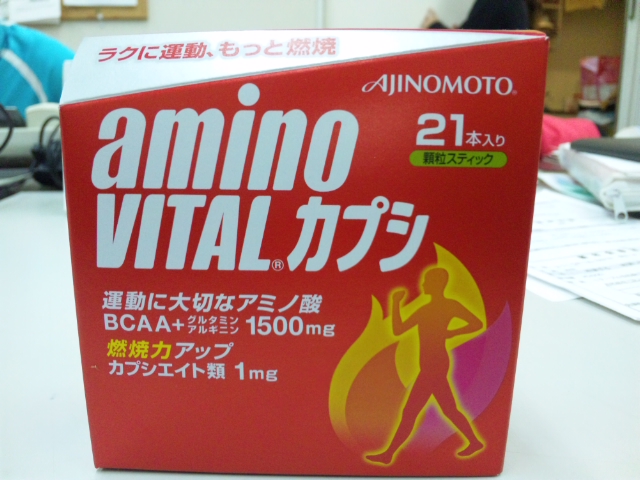 ラクに運動、もっと燃焼
AJINOMOTO®
amino
VITAL®カプシ
21本入り
顆粒スティック
運動に大切なアミノ酸
BCAA+グルタミン アルギニン 1500mg
燃焼力アップ
カプシエイト類 1mg